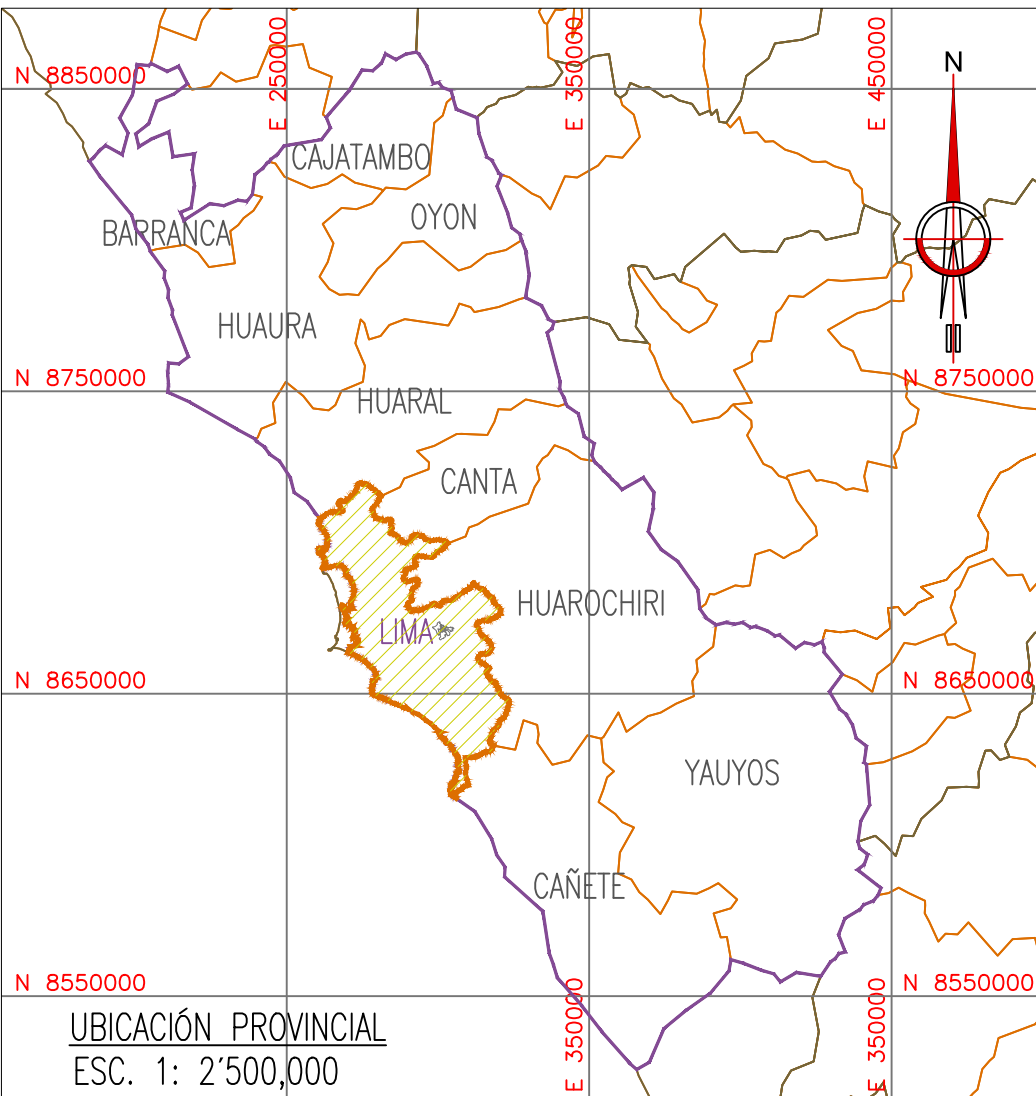 N 8850000
E 250000
E 350000
E 450000
N
CAJATAMBO
OYON
BARRANCA
HUAURA
N 8750000
N 8750000
HUARAL
CANTA
HUAROCHIRI
LIMA
N 8650000
N 8650000
YAUYOS
CAÑETE
N 8550000
N 8550000
E 350000
E 350000
UBICACIÓN PROVINCIAL
ESC. 1: 2'500,000